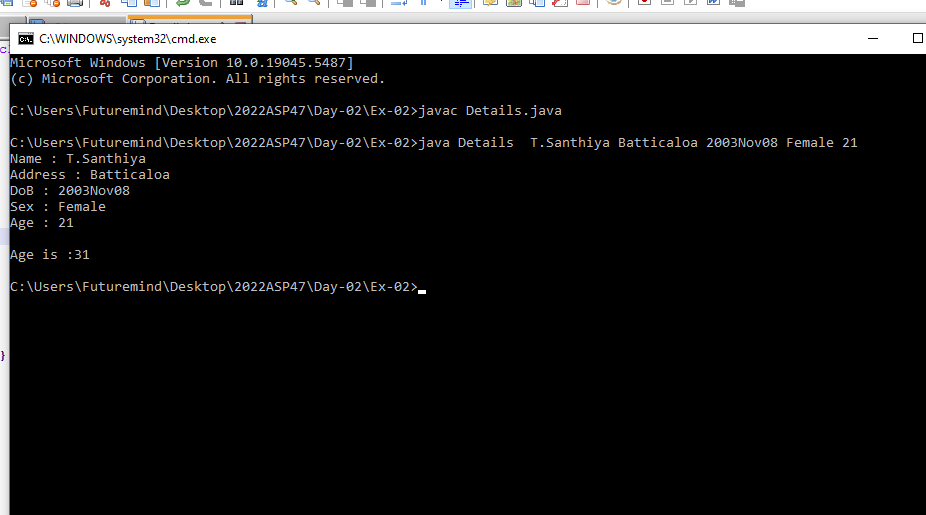 C:\WINDOWS\system32\cmd.exe
Microsoft Windows [Version 10.0.19045.5487]
(c) Microsoft Corporation. All rights reserved.
C:\Users\Futuremind\Desktop\2022ASP47\Day-02\Ex-02>javac Details.java
C:\Users\Futuremind\Desktop\2022ASP47\Day-02\Ex-02>java Details  T.Santhiya Batticaloa 2003Nov08 Female 21
Name : T.Santhiya
Address : Batticaloa
DoB : 2003Nov08
Sex : Female
Age : 21
Age is :31
C:\Users\Futuremind\Desktop\2022ASP47\Day-02\Ex-02>
}